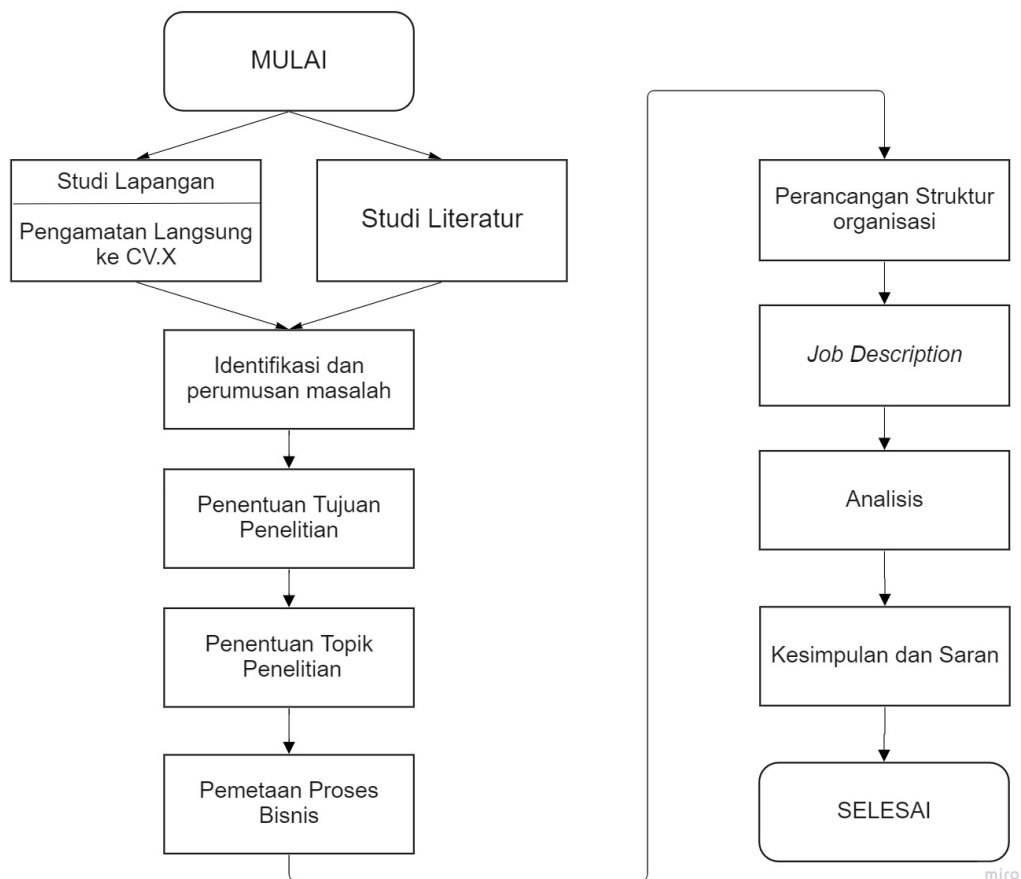 MULAI
Studi Lapangan
Pengamatan Langsung
ke CV.X
Studi Literatur
Identifikasi dan
perumusan masalah
Penentuan Tujuan
Penelitian
Penentuan Topik
Penelitian
Pemetaan Proses
Bisnis
Perancangan Struktur
organisasi
Job Description
Analisis
Kesimpulan dan Saran
SELESAI
miro